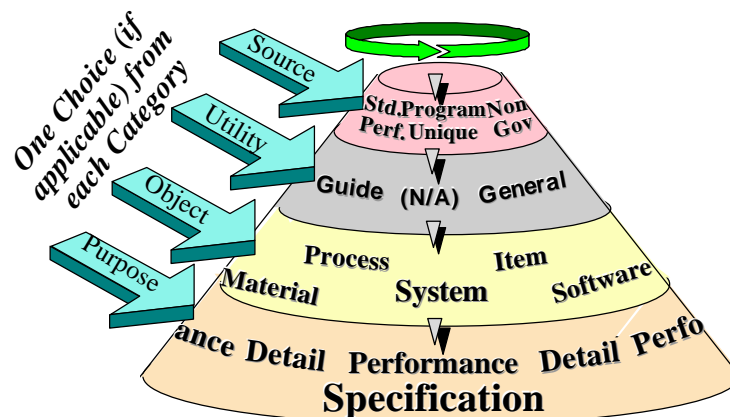 One Choice (if
applicable) from
each Category
Source
Utility
Object
Purpose
Std. Program Non
Perf. Unique Gov
Guide (N/A) General
Process Item
Material System Software
ance Detail Performance Detail Perfo
Specification